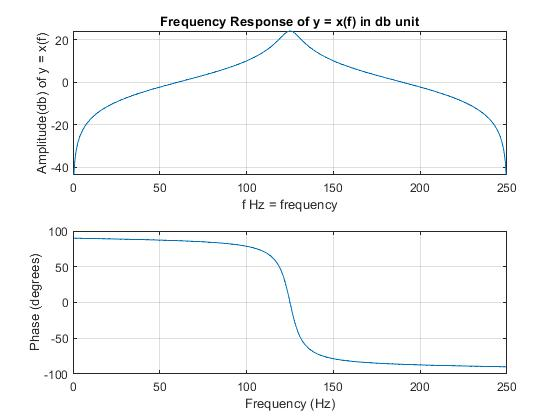 Frequency Response of y = x(f) in db unit
Amplitude(db) of y = x(f)
20
0
-20
-40
0 50 100 150 200 250
f Hz = frequency
Phase (degrees)
100
50
0
-50
-100
0 50 100 150 200 250
Frequency (Hz)